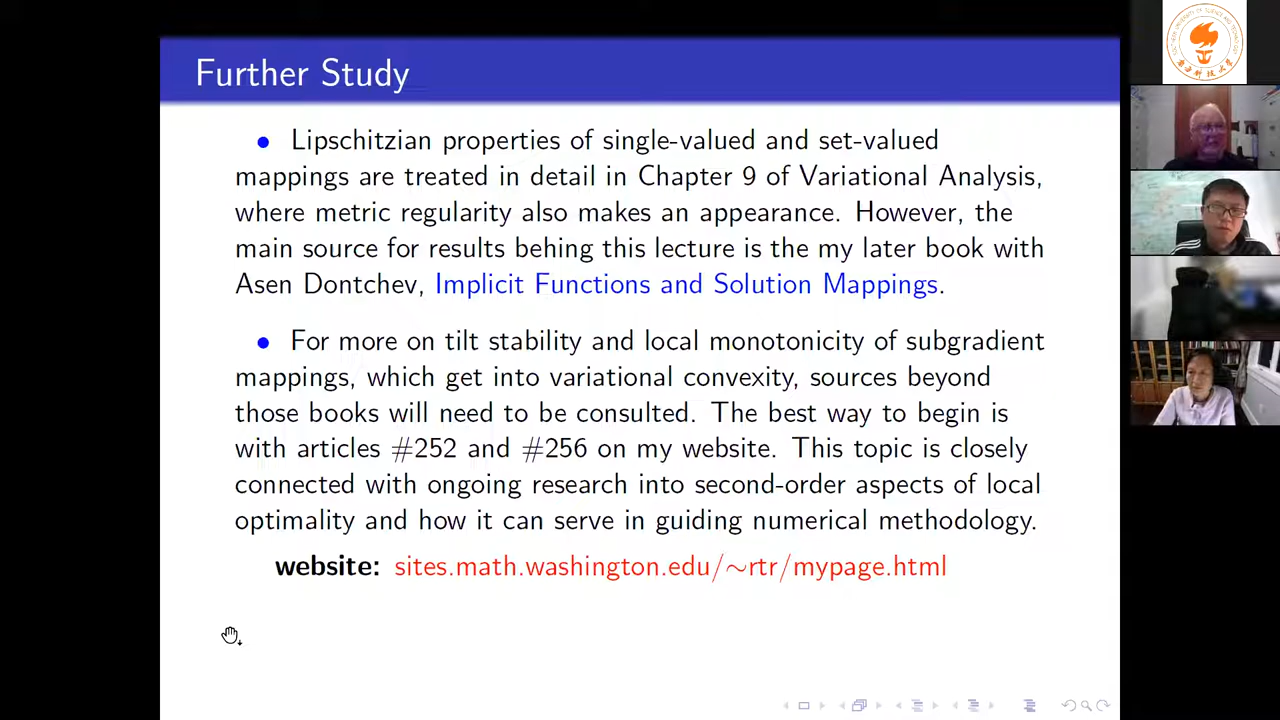 Further Study
• Lipschitzian properties of single-valued and set-valued
mappings are treated in detail in Chapter 9 of Variational Analysis,
where metric regularity also makes an appearance. However, the
main source for results behing this lecture is the my later book with
Asen Dontchev, Implicit Functions and Solution Mappings.
• For more on tilt stability and local monotonicity of subgradient
mappings, which get into variational convexity, sources beyond
those books will need to be consulted. The best way to begin is
with articles #252 and #256 on my website. This topic is closely
connected with ongoing research into second-order aspects of local
optimality and how it can serve in guiding numerical methodology.
website: sites.math.washington.edu/∼rtr/mypage.html